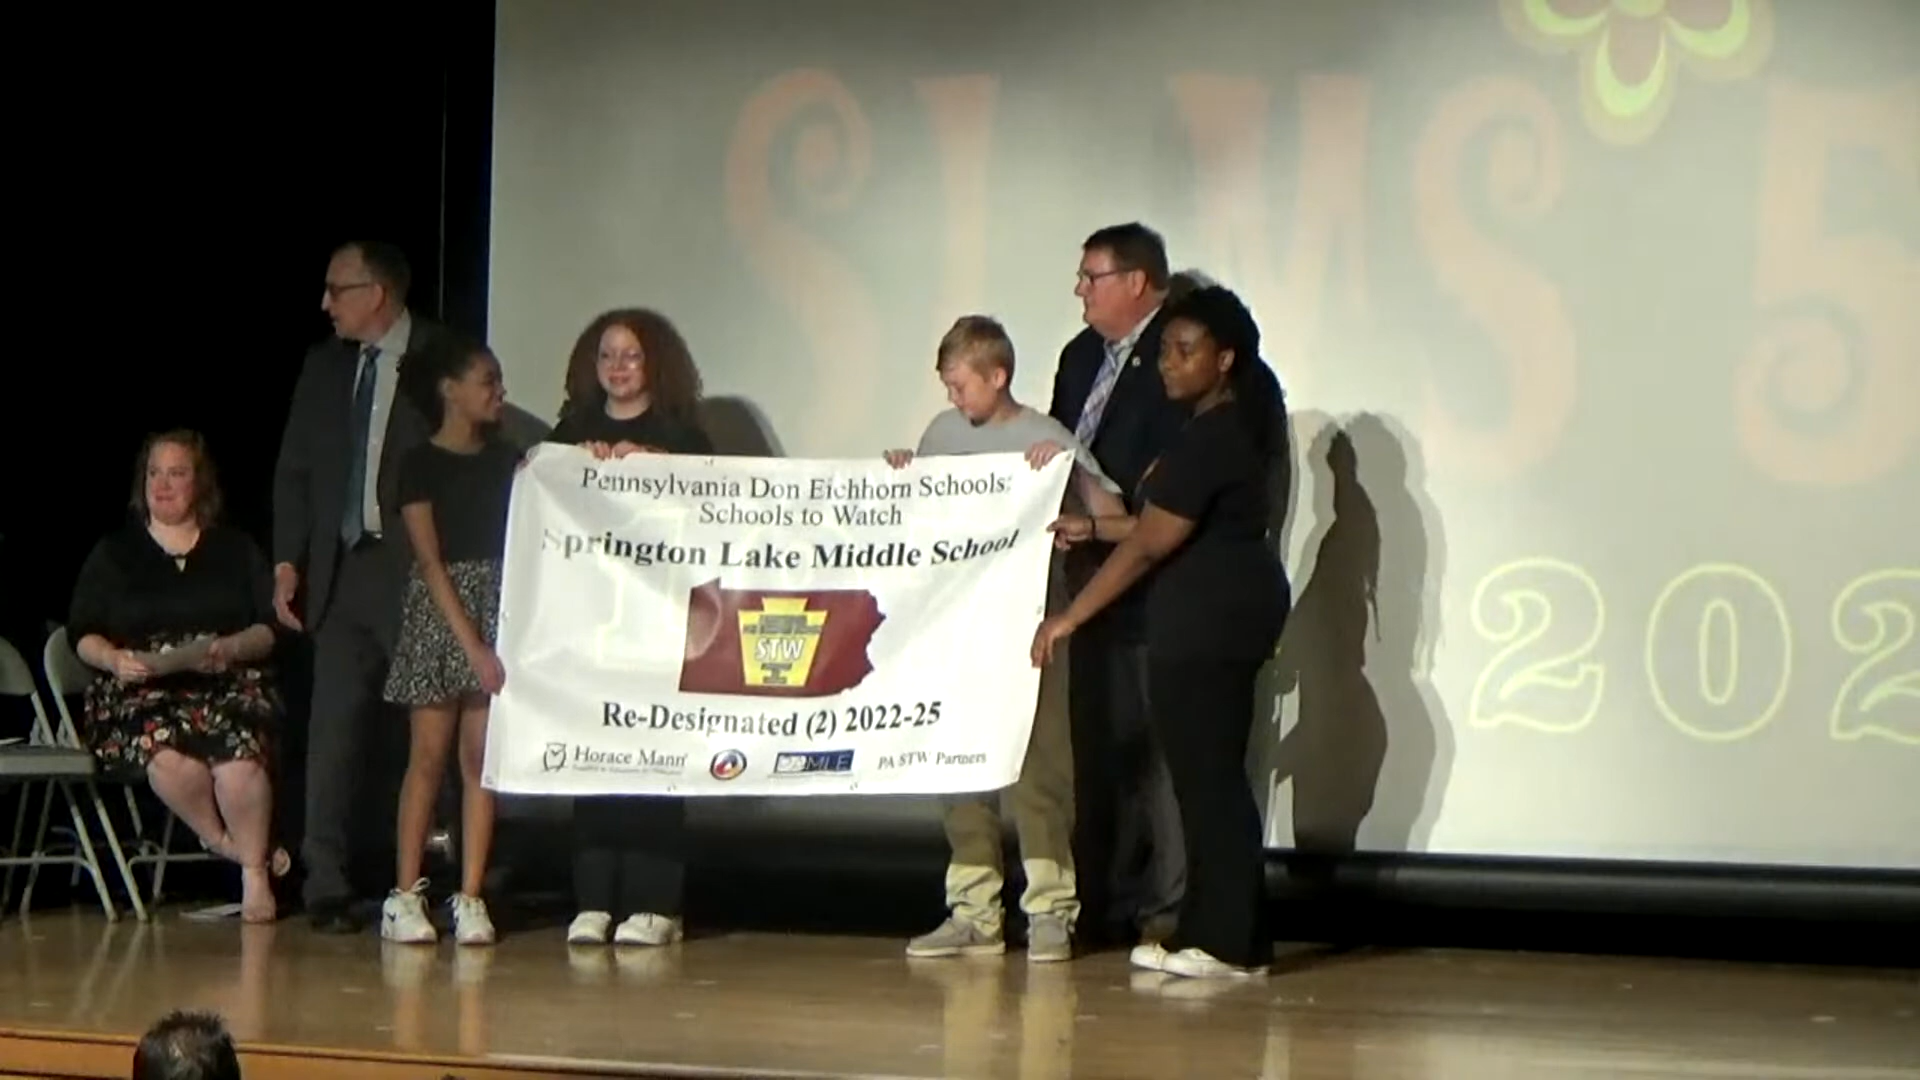 SLMS 5
202
Pennsylvania Don Eichhorn Schools:
Schools to Watch
Springton Lake Middle School
STW
Re-Designated (2) 2022-25
Horace Mann
PAMLE
PA STW Partners